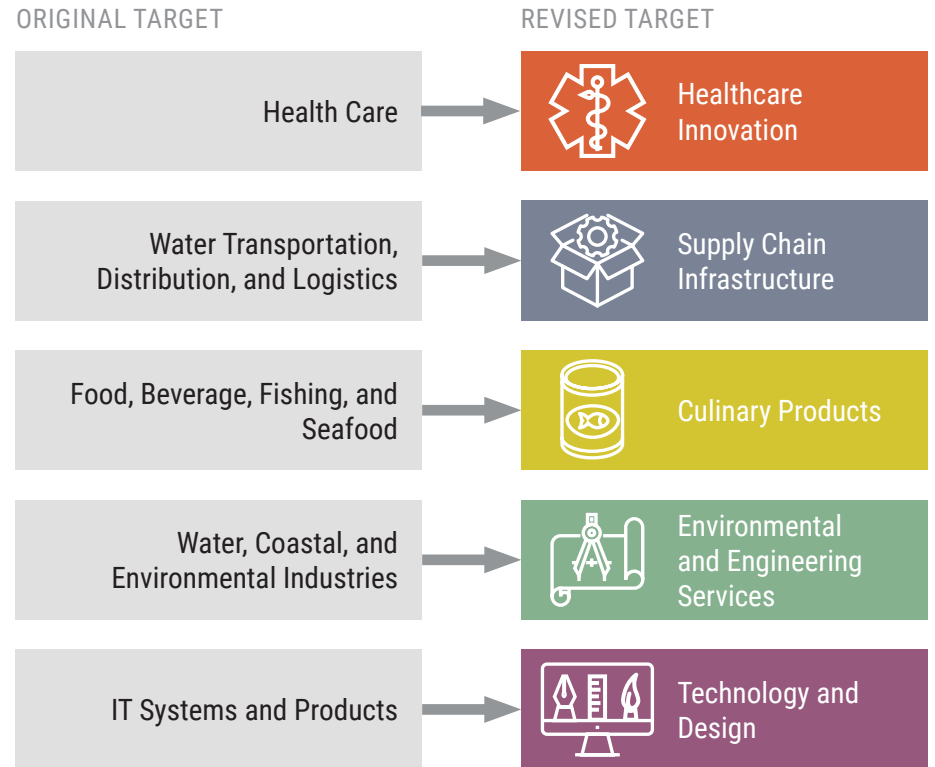 ORIGINAL TARGET
REVISED TARGET
Health Care
Healthcare
Innovation
Water Transportation,
Distribution, and Logistics
Supply Chain
Infrastructure
Food, Beverage, Fishing, and
Seafood
Culinary Products
Water, Coastal, and
Environmental Industries
Environmental
and Engineering
Services
IT Systems and Products
Technology and
Design